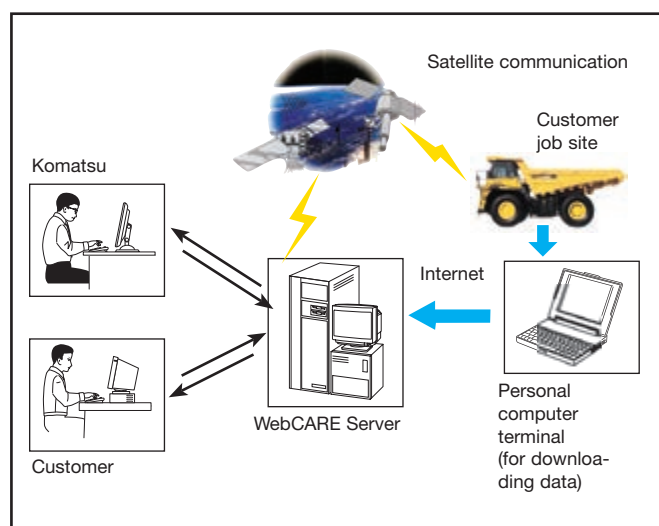 Satellite communication
Customer
job site
Komatsu
Internet
WebCARE Server
Personal
computer
terminal
(for downloa-
ding data)
Customer